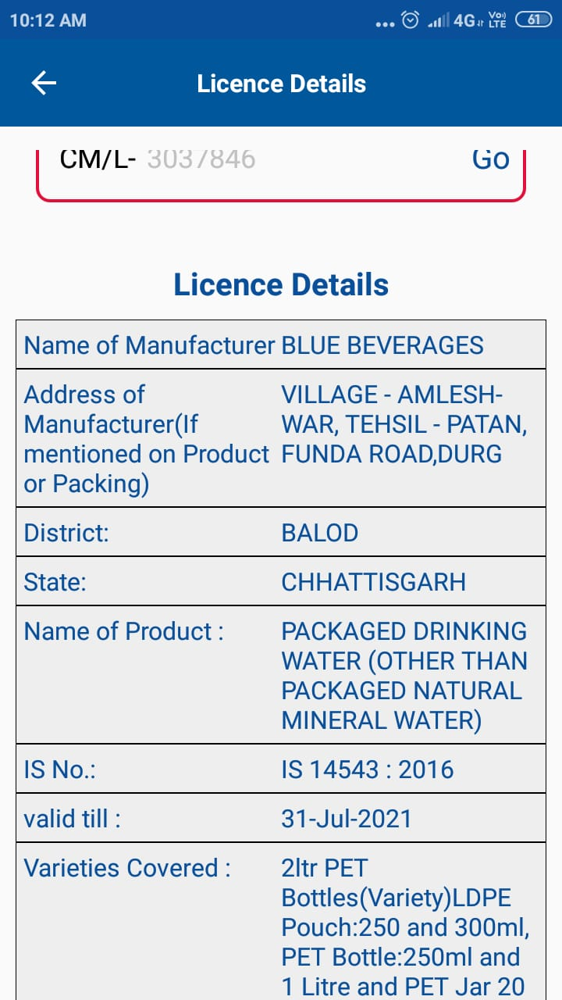 10:12 AM
... 4G Vo) LTE 61
Licence Details
CM/L- 3037846 Go
Licence Details
Name of Manufacturer BLUE BEVERAGES
Address of Manufacturer(If mentioned on Product or Packing)
VILLAGE - AMLESH-
WAR, TEHSIL - PATAN,
FUNDA ROAD,DURG
District: BALOD
State: CHHATTISGARH
Name of Product : PACKAGED DRINKING
WATER (OTHER THAN
PACKAGED NATURAL
MINERAL WATER)
IS No.: IS 14543 : 2016
valid till : 31-Jul-2021
Varieties Covered : 2ltr PET
Bottles(Variety)LDPE
Pouch:250 and 300ml,
PET Bottle:250ml and
1 Litre and PET Jar 20